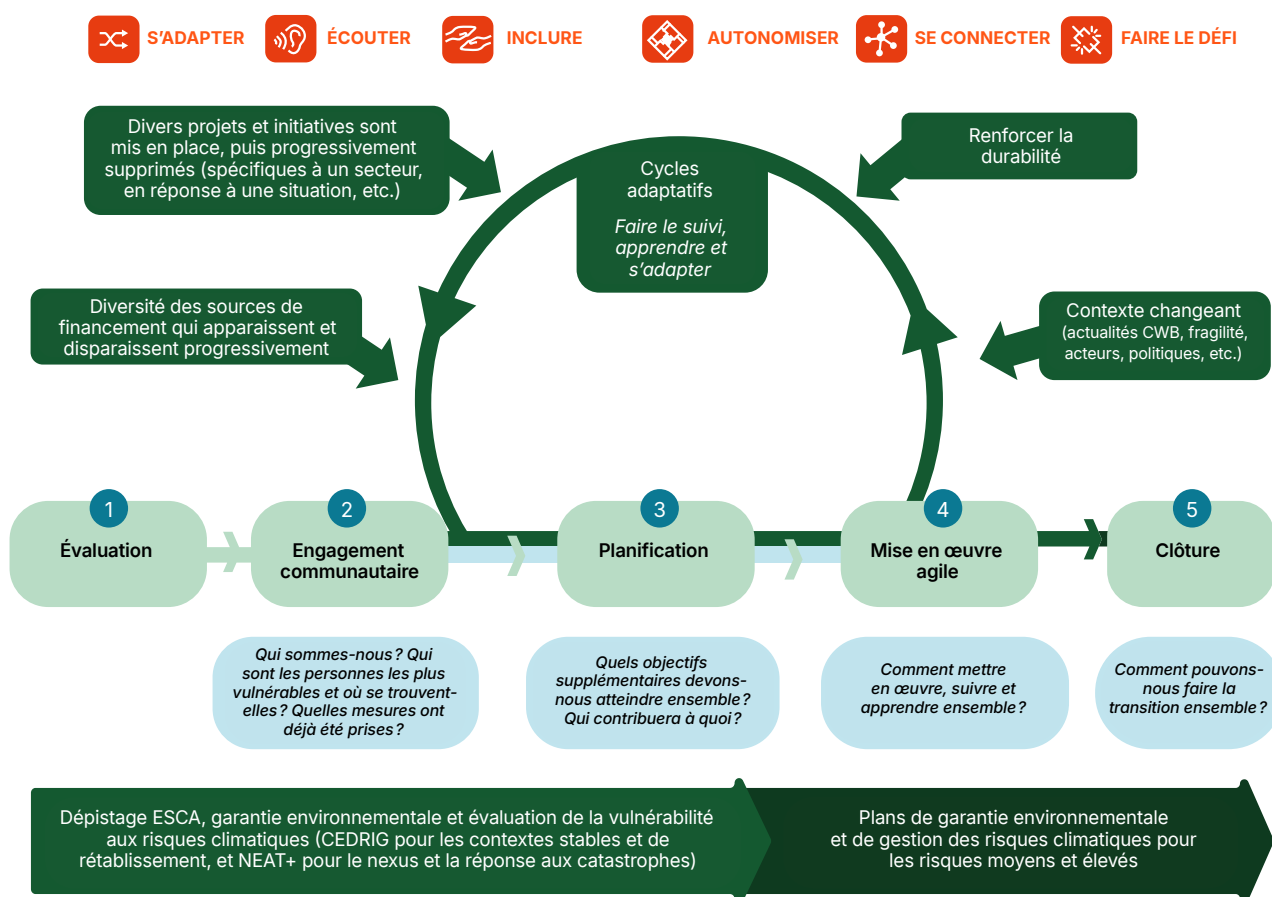 S'ADAPTER
ÉCOUTER
INCLURE
AUTONOMISER
SE CONNECTER
FAIRE LE DÉFI
Divers projets et initiatives sont
mis en place, puis progressivement
supprimés (spécifiques à un secteur,
en réponse à une situation, etc.)
Cycles
adaptatifs
Faire le suivi,
apprendre et
s'adapter
Renforcer la
durabilité
Diversité des sources de
financement qui apparaissent et
disparaissent progressivement
Contexte changeant
(actualités CWB, fragilité,
acteurs, politiques, etc.)
1
Évaluation
2
Engagement
communautaire
3
Planification
4
Mise en œuvre
agile
5
Clôture
Qui sommes-nous ? Qui
sont les personnes les plus
vulnérables et où se trouvent-
elles ? Quelles mesures ont
déjà été prises ?
Quels objectifs
supplémentaires devons-
nous atteindre ensemble ?
Qui contribuera à quoi ?
Comment mettre
en œuvre, suivre et
apprendre ensemble ?
Comment pouvons-
nous faire la
transition ensemble ?
Dépistage ESCA, garantie environnementale et évaluation de la vulnérabilité
aux risques climatiques (CEDRIG pour les contextes stables et de
rétablissement, et NEAT+ pour le nexus et la réponse aux catastrophes)
Plans de garantie environnementale
et de gestion des risques climatiques pour
les risques moyens et élevés